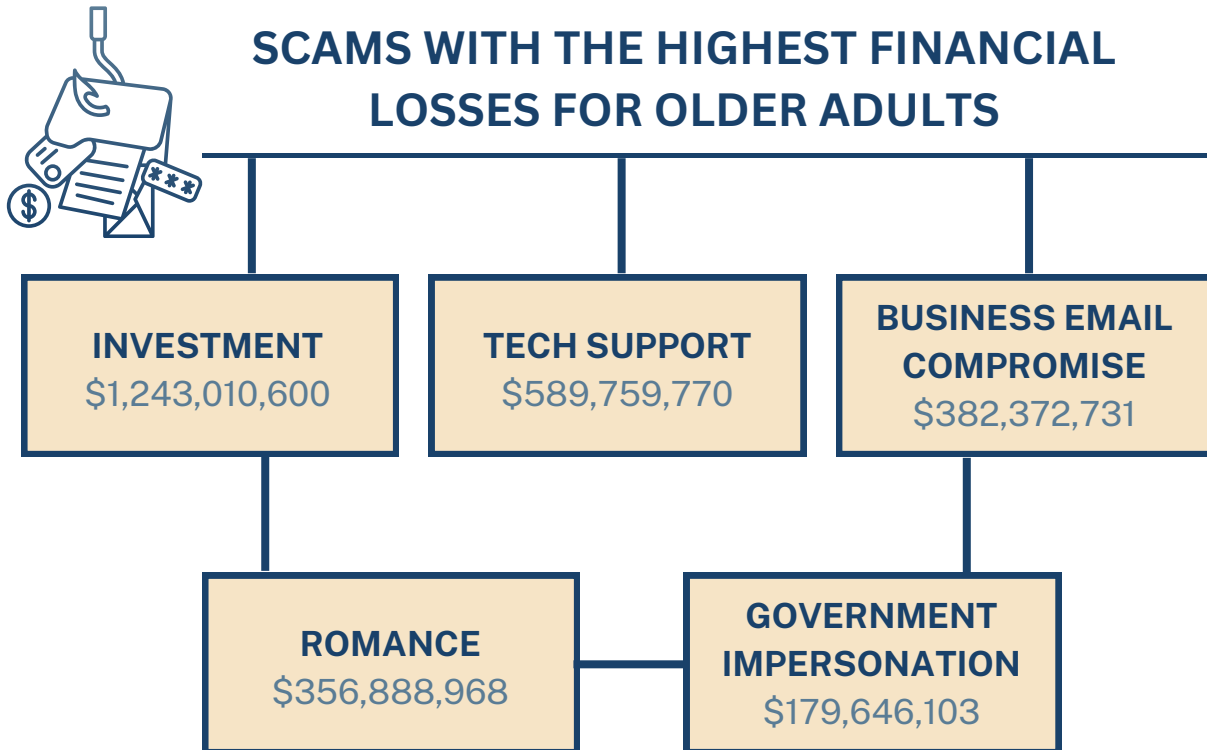 SCAMS WITH THE HIGHEST FINANCIAL
LOSSES FOR OLDER ADULTS
$
***
INVESTMENT
$1,243,010,600
TECH SUPPORT
$589,759,770
BUSINESS EMAIL
COMPROMISE
$382,372,731
ROMANCE
$356,888,968
GOVERNMENT
IMPERSONATION
$179,646,103